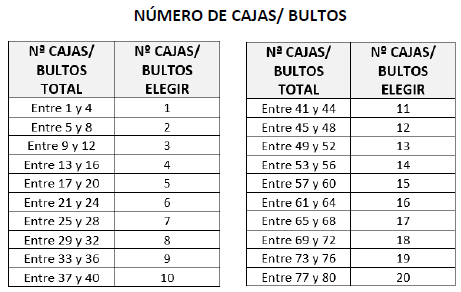 NÚMERO DE CAJAS/ BULTOS
Nª CAJAS/ BULTOS TOTAL Nº CAJAS/ BULTOS ELEGIR
Entre 1 y 4 1
Entre 5 y 8 2
Entre 9 y 12 3
Entre 13 y 16 4
Entre 17 y 20 5
Entre 21 y 24 6
Entre 25 y 28 7
Entre 29 y 32 8
Entre 33 y 36 9
Entre 37 y 40 10
Nª CAJAS/ BULTOS TOTAL Nº CAJAS/ BULTOS ELEGIR
Entre 41 y 44 11
Entre 45 y 48 12
Entre 49 y 52 13
Entre 53 y 56 14
Entre 57 y 60 15
Entre 61 y 64 16
Entre 65 y 68 17
Entre 69 y 72 18
Entre 73 y 76 19
Entre 77 y 80 20